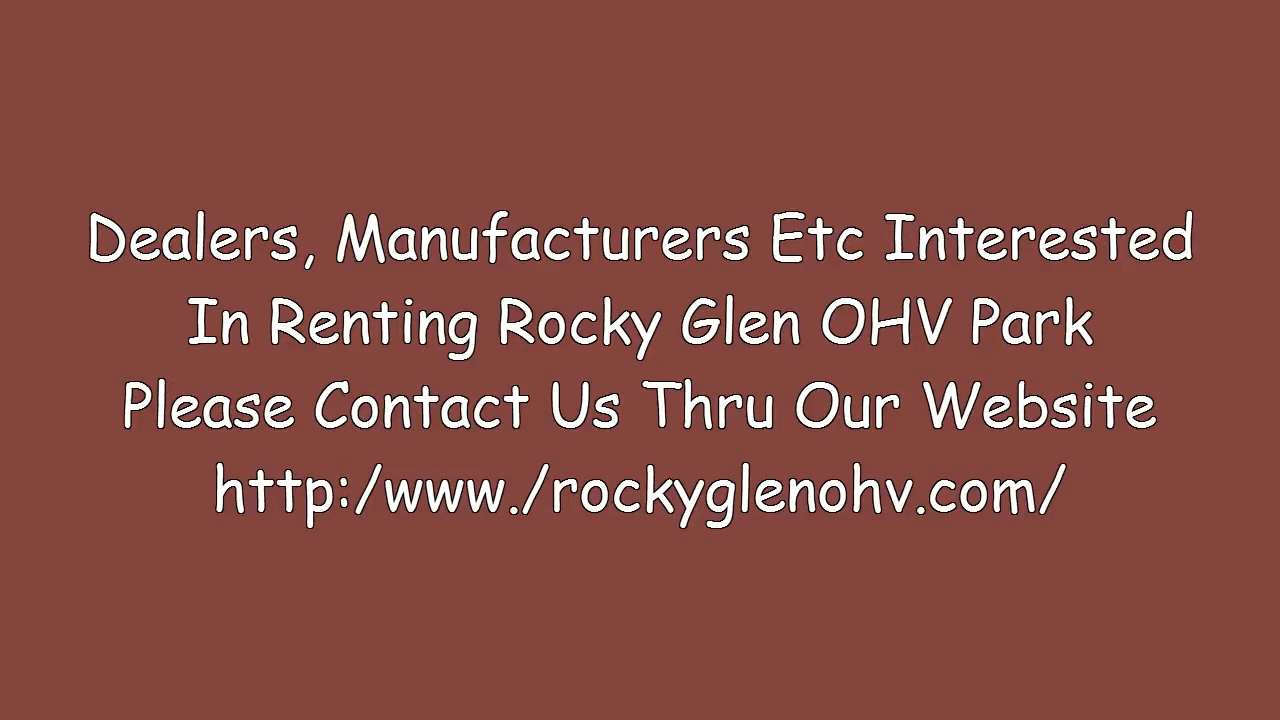 Dealers, Manufacturers Etc Interested
In Renting Rocky Glen OHV Park
Please Contact Us Thru Our Website
http:/www./rockyglenohv.com/